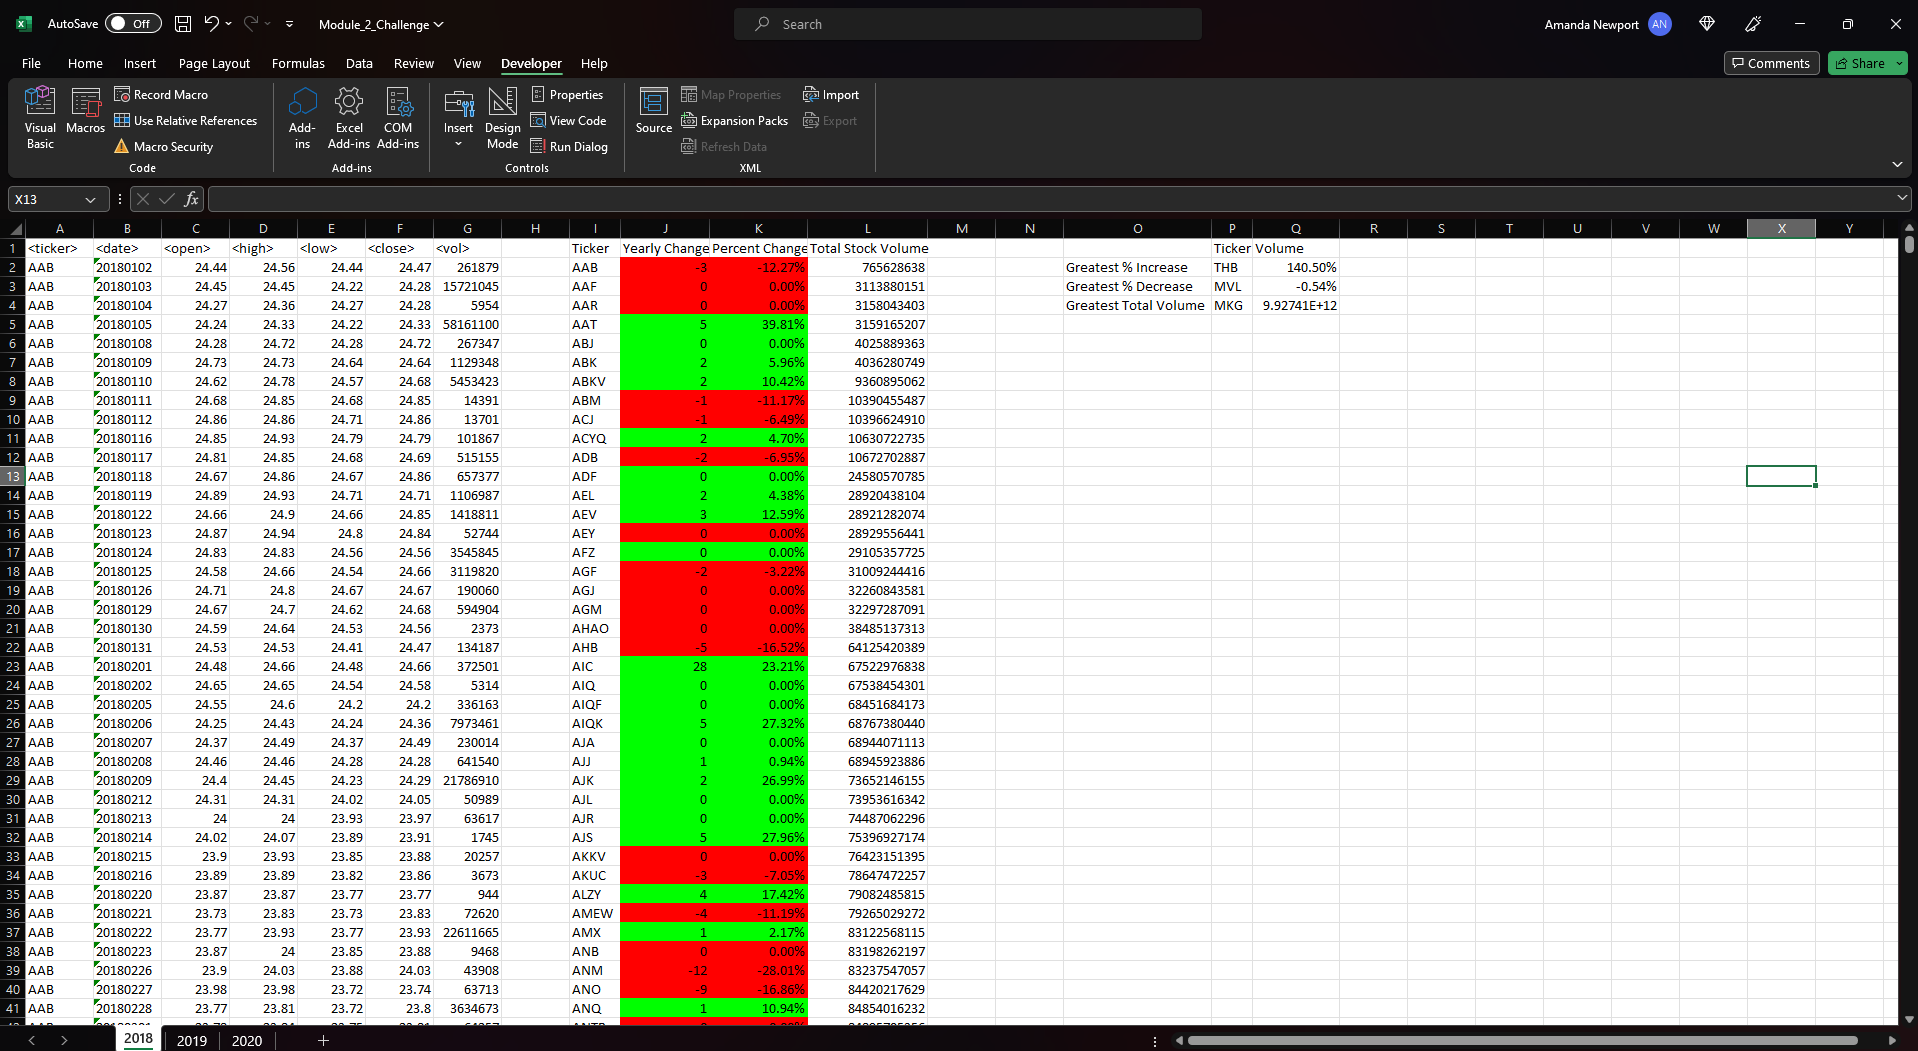 AutoSave Off Module_2_Challenge Search Amanda Newport AN
File Home Insert Page Layout Formulas Data Review View Developer Help Comments Share
Visual Basic
Macros
Record Macro
Use Relative References
Macro Security
Code
Add-ins
Excel Add-ins
COM Add-ins
Add-ins
Insert
Design Mode
Properties
View Code
Run Dialog
Controls
Source
Map Properties
Expansion Packs
Refresh Data
Import
Export
XML
X13 fx
A B C D E F G H I J K L M N O P Q R S T U V W X Y
1 <ticker> <date> <open> <high> <low> <close> <vol> Ticker Yearly Change Percent Change Total Stock Volume Ticker Volume
2 AAB 20180102 24.44 24.56 24.44 24.47 261879 AAB -3 -12.27% 765628638 Greatest % Increase THB 140.50%
3 AAB 20180103 24.45 24.45 24.22 24.28 15721045 AAF 0 0.00% 3113880151 Greatest % Decrease MVL -0.54%
4 AAB 20180104 24.27 24.36 24.27 24.28 5954 AAR 0 0.00% 3158043403 Greatest Total Volume MKG 9.92741E+12
5 AAB 20180105 24.24 24.33 24.22 24.33 58161100 AAT 5 39.81% 3159165207
6 AAB 20180108 24.28 24.72 24.28 24.72 267347 ABJ 0 0.00% 4025889363
7 AAB 20180109 24.73 24.73 24.64 24.64 1129348 ABK 2 5.96% 4036280749
8 AAB 20180110 24.62 24.78 24.57 24.68 5453423 ABKV 2 10.42% 9360895062
9 AAB 20180111 24.68 24.85 24.68 24.85 14391 ABM -1 -11.17% 10390455487
10 AAB 20180112 24.86 24.86 24.71 24.86 13701 ACJ -1 -6.49% 10396624910
11 AAB 20180116 24.85 24.93 24.79 24.79 101867 ACYQ 2 4.70% 10630722735
12 AAB 20180117 24.81 24.85 24.68 24.69 515155 ADB -2 -6.95% 10672702887
13 AAB 20180118 24.67 24.86 24.67 24.86 657377 ADF 0 0.00% 24580570785
14 AAB 20180119 24.89 24.93 24.71 24.71 1106987 AEL 2 4.38% 28920438104
15 AAB 20180122 24.66 24.9 24.66 24.85 1418811 AEV 3 12.59% 28921282074
16 AAB 20180123 24.87 24.94 24.8 24.84 52744 AEY 0 0.00% 28929556441
17 AAB 20180124 24.83 24.83 24.56 24.56 3545845 AFZ 0 0.00% 29105357725
18 AAB 20180125 24.58 24.66 24.54 24.66 3119820 AGF -2 -3.22% 31009244416
19 AAB 20180126 24.71 24.8 24.67 24.67 190060 AGJ 0 0.00% 32260843581
20 AAB 20180129 24.67 24.7 24.62 24.68 594904 AGM 0 0.00% 32297287091
21 AAB 20180130 24.59 24.64 24.53 24.56 2373 AHAO 0 0.00% 38485137313
22 AAB 20180131 24.53 24.53 24.41 24.47 134187 AHB -5 -16.52% 64125420389
23 AAB 20180201 24.48 24.66 24.48 24.66 372501 AIC 28 23.21% 67522976838
24 AAB 20180202 24.65 24.65 24.54 24.58 5314 AIQ 0 0.00% 67538454301
25 AAB 20180205 24.55 24.6 24.2 24.2 336163 AIQF 0 0.00% 68451684173
26 AAB 20180206 24.25 24.43 24.24 24.36 7973461 AIQK 5 27.32% 68767380440
27 AAB 20180207 24.37 24.49 24.37 24.49 230014 AJA 0 0.00% 68944071113
28 AAB 20180208 24.46 24.46 24.28 24.28 641540 AJJ 1 0.94% 68945923886
29 AAB 20180209 24.4 24.45 24.23 24.29 21786910 AJK 2 26.99% 73652146155
30 AAB 20180212 24.31 24.31 24.02 24.05 50989 AJL 0 0.00% 73953616342
31 AAB 20180213 24 24 23.93 23.97 63617 AJR 0 0.00% 74487062296
32 AAB 20180214 24.02 24.07 23.89 23.91 1745 AJS 5 27.96% 75396927174
33 AAB 20180215 23.9 23.93 23.85 23.88 20257 AKKV 0 0.00% 76423151395
34 AAB 20180216 23.89 23.89 23.82 23.86 3673 AKUC -3 -7.05% 78647472257
35 AAB 20180220 23.87 23.87 23.77 23.77 944 ALZY 4 17.42% 79082485815
36 AAB 20180221 23.73 23.83 23.73 23.83 72620 AMEW -4 -11.19% 79265029272
37 AAB 20180222 23.77 23.93 23.77 23.93 22611665 AMX 1 2.17% 83122568115
38 AAB 20180223 23.87 24 23.85 23.88 9468 ANB 0 0.00% 83198262197
39 AAB 20180226 23.9 24.03 23.88 24.03 43908 ANM -12 -28.01% 83237547057
40 AAB 20180227 23.98 23.98 23.72 23.74 63713 ANO -9 -16.86% 84420217629
41 AAB 20180228 23.77 23.81 23.72 23.8 3634673 ANQ 1 10.94% 84854016232
2018 2019 2020